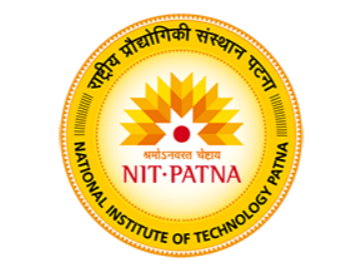 राष्ट्रीय प्रौद्योगिकी संस्थान पटना
श्रमोऽनवरत चेष्टाय
NIT·PATNA
NATIONAL INSTITUTE OF TECHNOLOGY PATNA